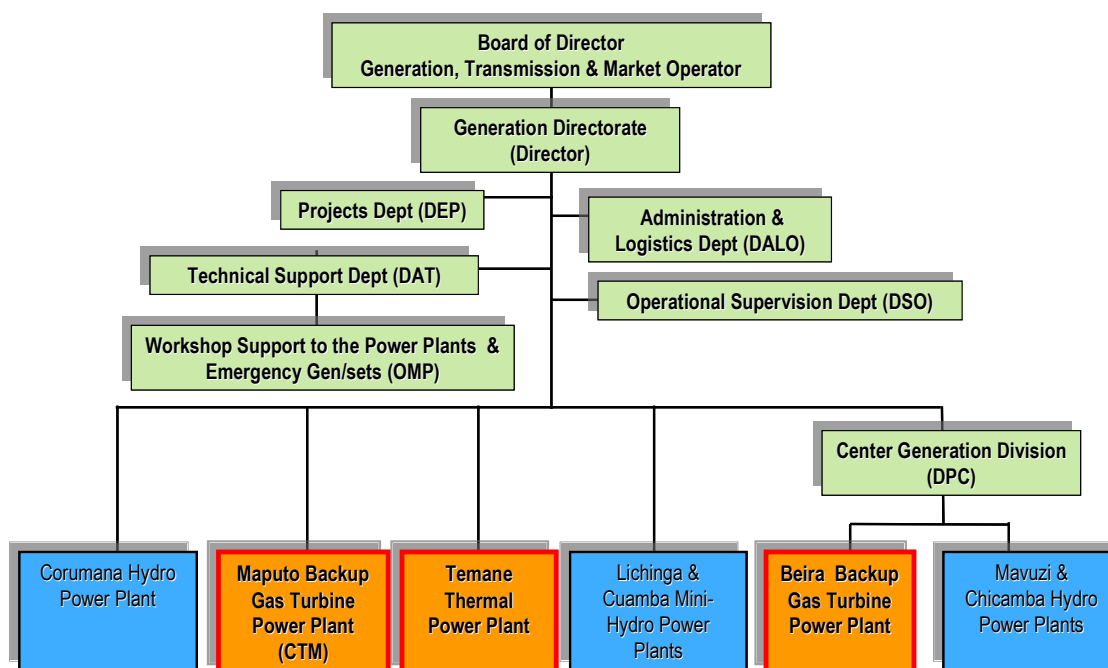 Board of Director
Generation, Transmission & Market Operator
Generation Directorate
(Director)
Projects Dept (DEP)
Administration &
Logistics Dept (DALO)
Technical Support Dept (DAT)
Operational Supervision Dept (DSO)
Workshop Support to the Power Plants &
Emergency Gen/sets (OMP)
Center Generation Division
(DPC)
Corumana Hydro
Power Plant
Maputo Backup
Gas Turbine
Power Plant
(CTM)
Temane
Thermal
Power Plant
Lichinga &
Cuamba Mini-
Hydro Power
Plants
Beira Backup
Gas Turbine
Power Plant
Mavuzi &
Chicamba Hydro
Power Plants